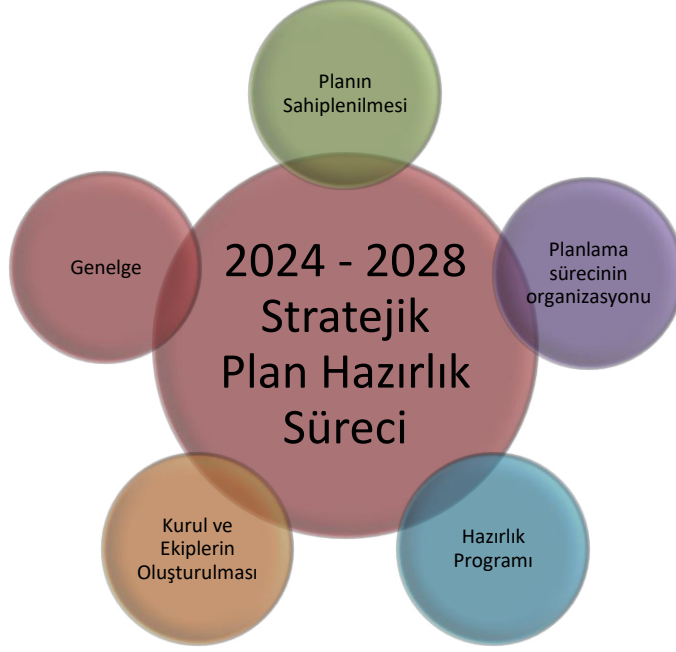 Planın
Sahiplenilmesi
Genelge
2024 - 2028
Stratejik
Plan Hazırlık
Süreci
Planlama
sürecinin
organizasyonu
Kurul ve
Ekiplerin
Oluşturulması
Hazırlık
Programı